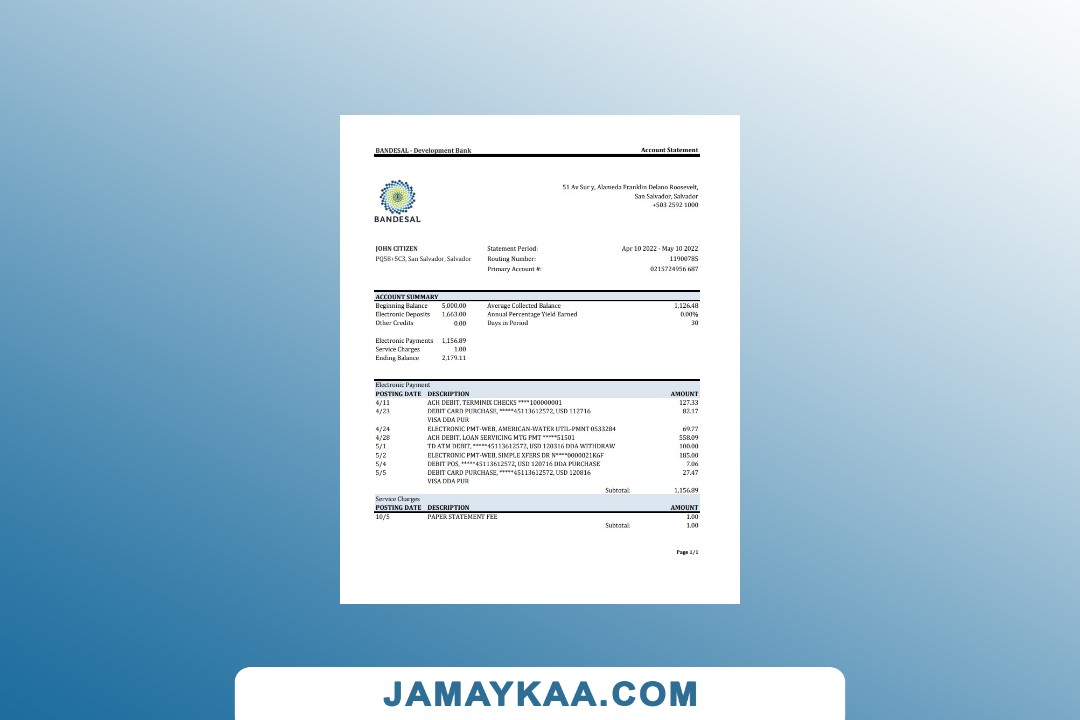 BANDESAL - Development Bank Account Statement
BANDESAL
51 Av Sur y, Alameda Franklin Delano Roosevelt,
San Salvador, Salvador
+503 2592 1000
JOHN CITIZEN Statement Period: Apr 10 2022 - May 10 2022
PQ58+5C3, San Salvador, Salvador Routing Number: 11900785
Primary Account #: 0215724956 687
ACCOUNT SUMMARY
Beginning Balance 5,000.00 Average Collected Balance 1,126.48
Electronic Deposits 1,663.00 Annual Percentage Yield Earned 0.00%
Other Credits 0.00 Days in Period 30
Electronic Payments 1,156.89
Service Charges 1.00
Ending Balance 2,179.11
Electronic Payment
POSTING DATE DESCRIPTION AMOUNT
4/11 ACH DEBIT, TERMINIX CHECKS ****100000001 127.33
4/23 DEBIT CARD PURCHASE, *****45113612572, USD 112716 82.17
VISA DDA PUR
4/24 ELECTRONIC PMT-WEB, AMERICAN-WATER UTIL-PMNT 0533284 69.77
4/28 ACH DEBIT, LOAN SERVICING MTG PMT *****51501 558.09
5/1 TD ATM DEBIT, *****45113612572, USD 120316 DDA WITHDRAW 100.00
5/2 ELECTRONIC PMT-WEB, SIMPLE XFERS DR N****0000021K6F 185.00
5/4 DEBIT POS, *****45113612572, USD 120716 DDA PURCHASE 7.06
5/5 DEBIT CARD PURCHASE, *****45113612572, USD 120816 27.47
VISA DDA PUR
Subtotal: 1,156.89
Service Charges
POSTING DATE DESCRIPTION AMOUNT
10/5 PAPER STATEMENT FEE 1.00
Subtotal: 1.00
Page 1/1
JAMAYKAA.COM